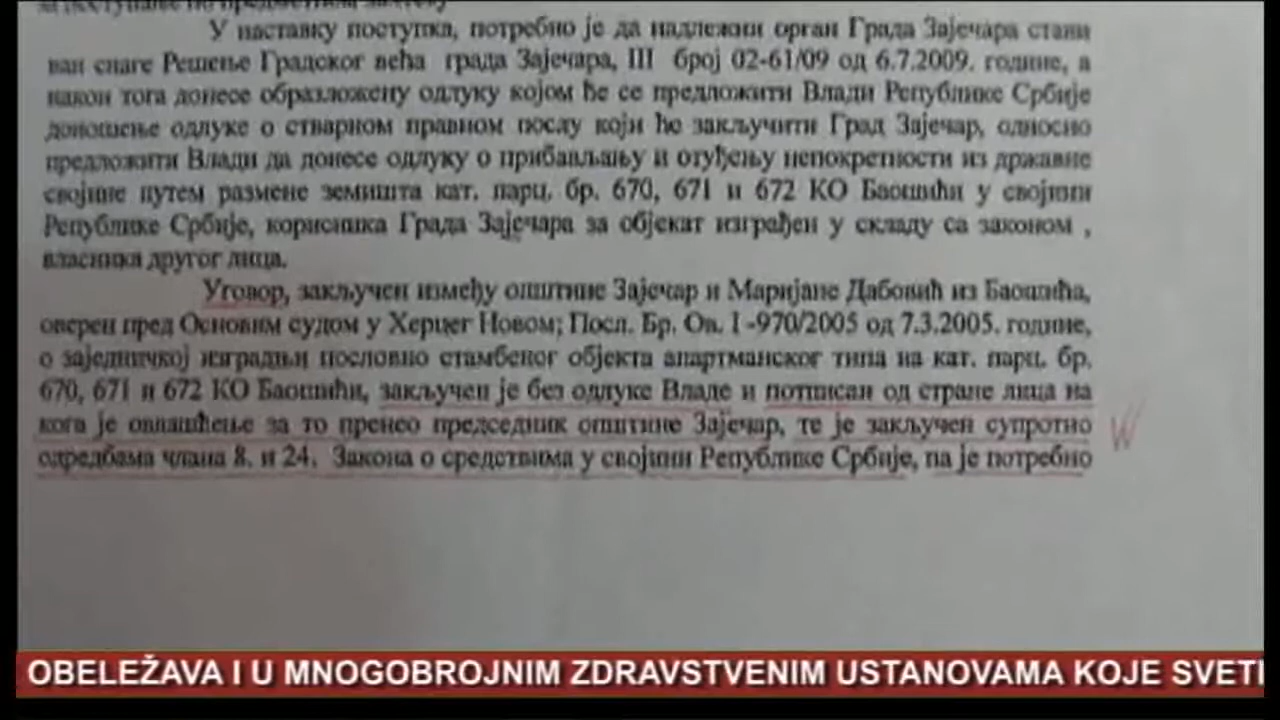 за поступање по предметном захтеву
У наставку поступка, потребно је да надлежни орган Града Зајечара стави
ван снаге Решење Градског већа града Зајечара, III број 02-61/09 од 6.7.2009. године, а
након тога донесе образложену одлуку којом ће се предложити Влади Републике Србије
доношење одлуке о стварном правном послу који ће закључити Град Зајечар, односно
предложити Влади да донесе одлуку о прибављању и отуђењу непокретности из државне
својине путем размене земишта кат. парц. бр. 670, 671 и 672 КО Баошићи у својини
Републике Србије, корисника Града Зајечара за објекат изграђен у складу са законом ,
власника другог лица.
Уговор, закључен између општине Зајечар и Маријане Дабовић из Баошића,
оверен пред Основим судом у Херцег Новом; Посл. Бр. Ов. I -970/2005 од 7.3.2005. године,
о заједничкој изградњи пословно стамбеног објекта апартманског типа на кат. парц. бр.
670, 671 и 672 КО Баошићи, закључен је без одлуке Владе и потписан од стране лица на
кога је овлашћење за то пренео председник општине Зајечар, те је закључен супротно
одредбама члана 8. и 24. Закона о средствима у својини Републике Србије, па је потребно
OBELEŽAVA I U MNOGOBROJNIM ZDRAVSTVENIM USTANOVAMA KOJE SVETI